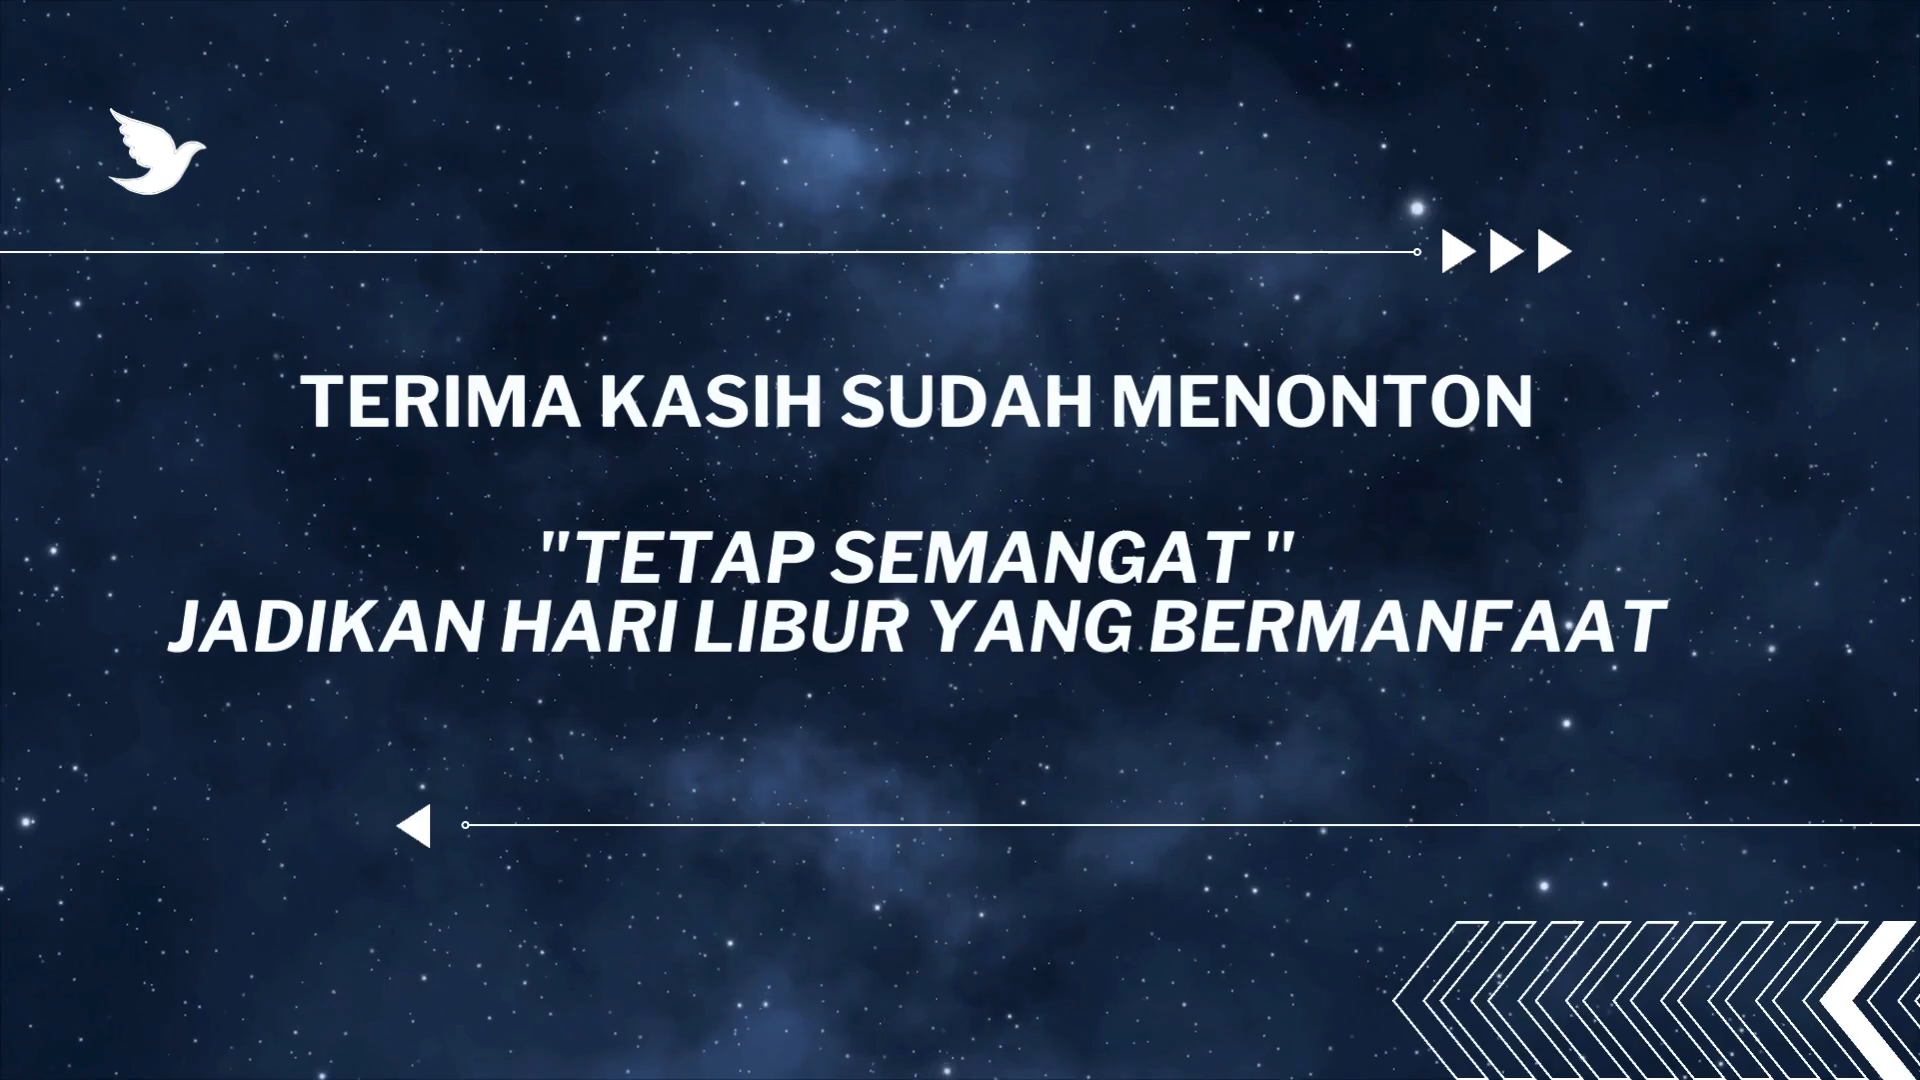 TERIMA KASIH SUDAH MENONTON
"TETAP SEMANGAT "
JADIKAN HARI LIBUR YANG BERMANFAAT